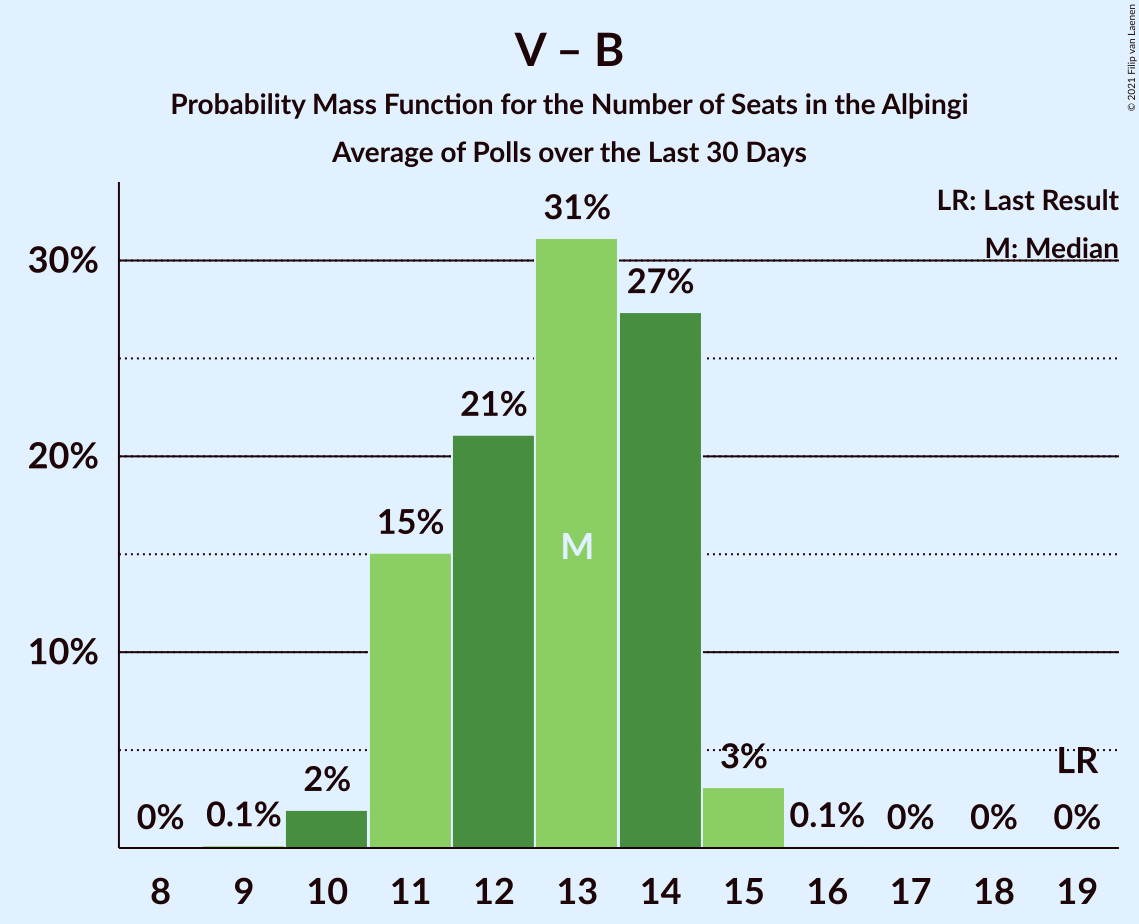 V – B
Probability Mass Function for the Number of Seats in the Alþingi
Average of Polls over the Last 30 Days
© 2021 Filip van Laenen
LR: Last Result
M: Median
30%
20%
10%
0%
0.1%
2%
15%
21%
31%
27%
3%
0.1%
0%
0%
0%
M
LR
8 9 10 11 12 13 14 15 16 17 18 19